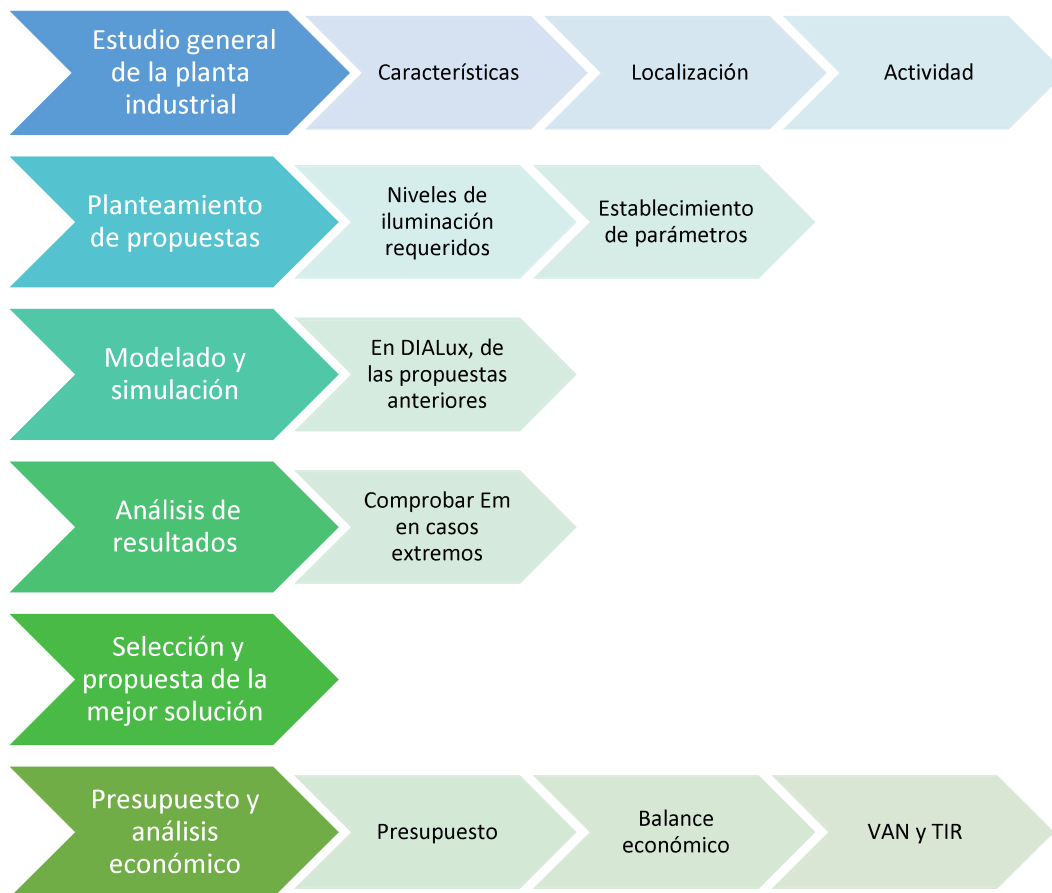 Estudio general
de la planta
industrial
Características
Localización
Actividad
Planteamiento
de propuestas
Niveles de
iluminación
requeridos
Establecimiento
de parámetros
Modelado y
simulación
En DIALux, de
las propuestas
anteriores
Análisis de
resultados
Comprobar Em
en casos
extremos
Selección y
propuesta de la
mejor solución
Presupuesto y
análisis
económico
Presupuesto
Balance
económico
VAN y TIR